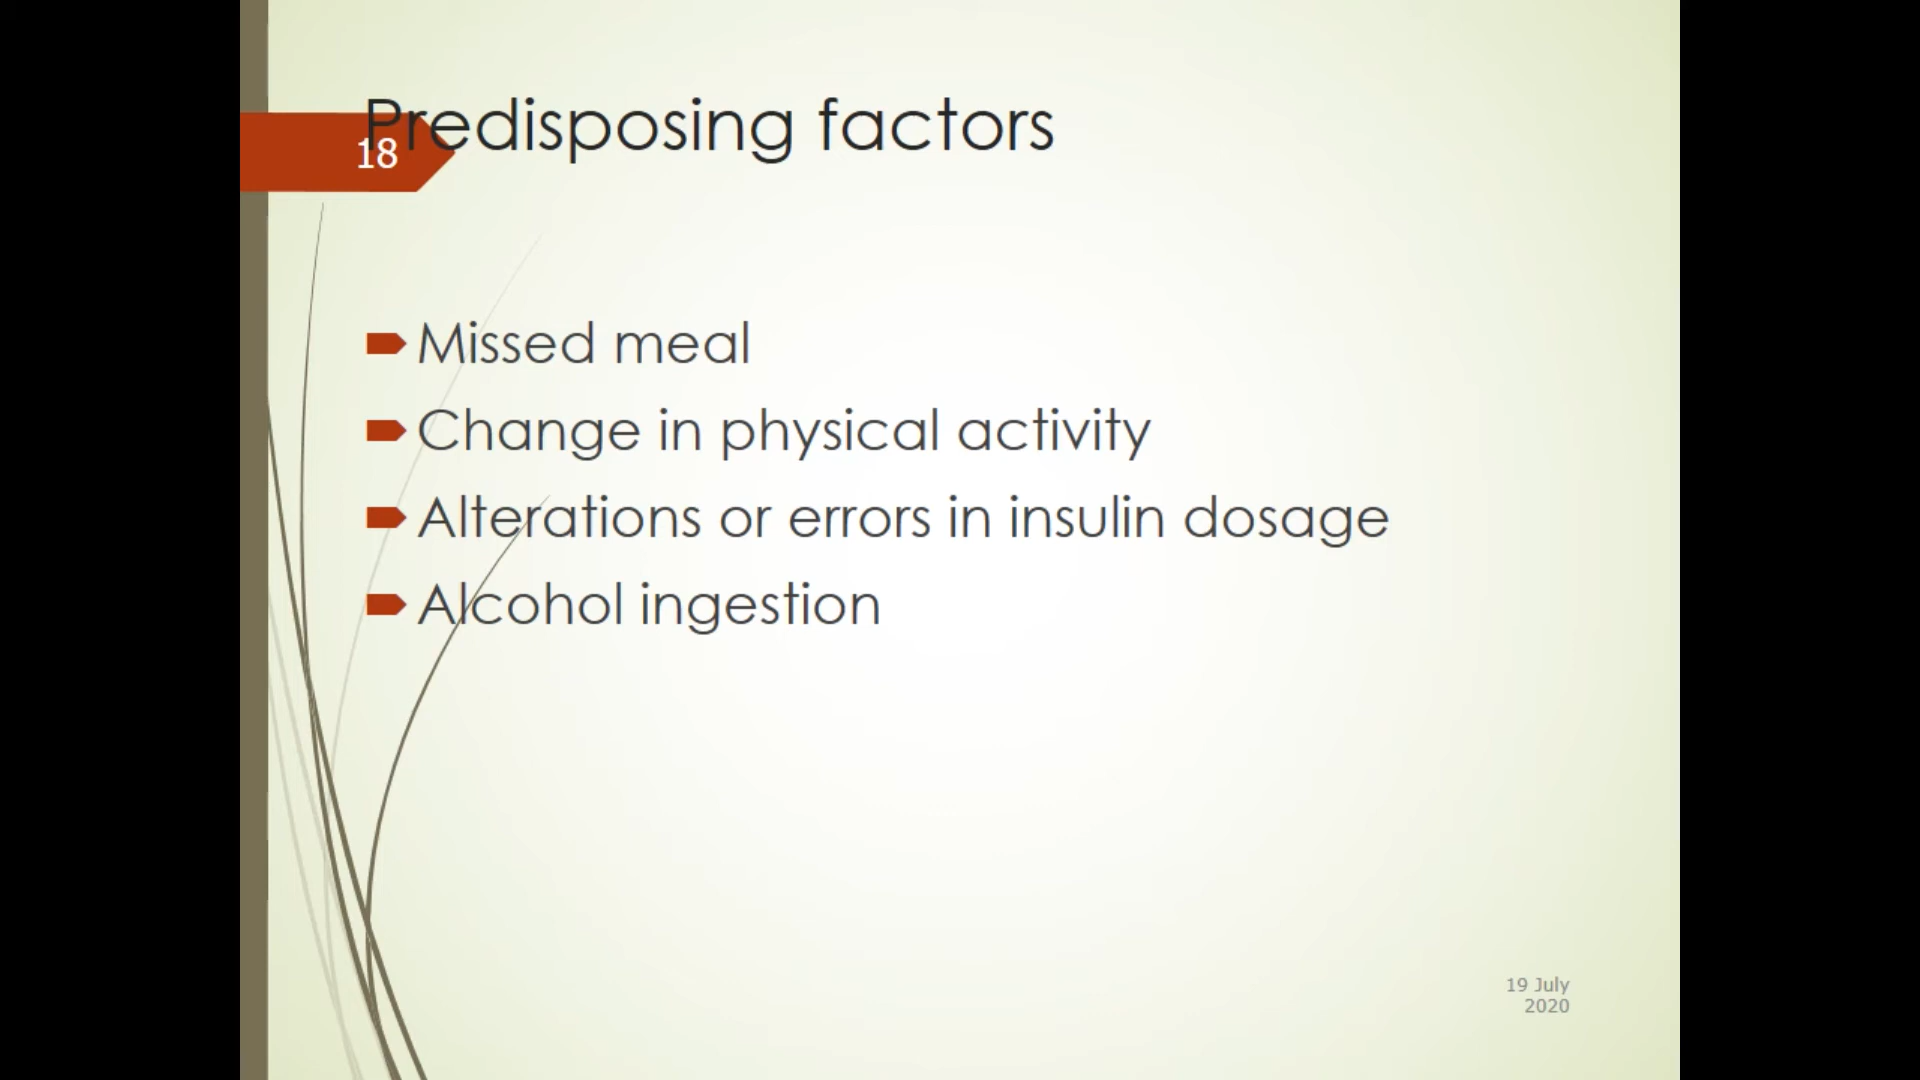 Predisposing factors
18
Missed meal
Change in physical activity
Alterations or errors in insulin dosage
Alcohol ingestion
19 July
2020